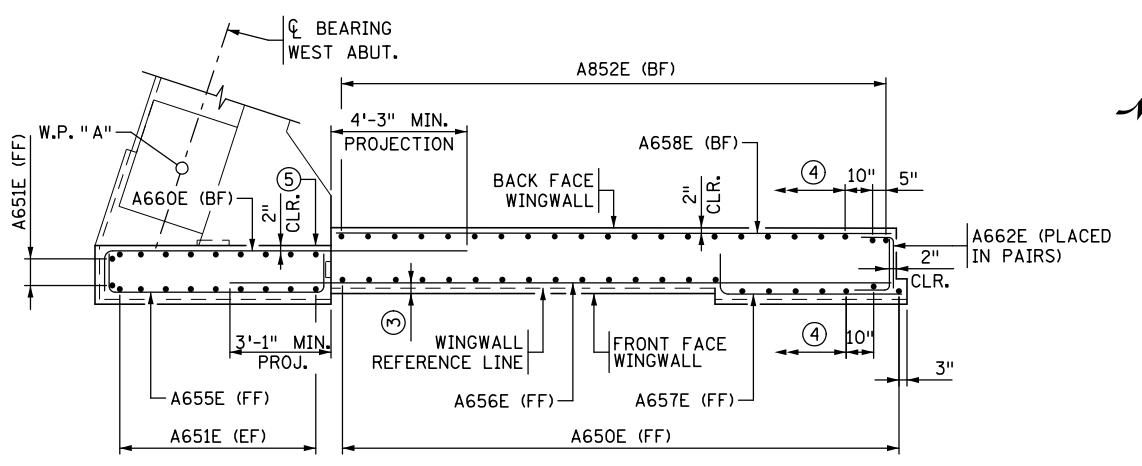 ℄ BEARING
WEST ABUT.
A852E (BF)
W.P. "A"
4'-3" MIN.
PROJECTION
A651E (FF)
5
A660E (BF)
2"
CLR.
BACK FACE
WINGWALL
A658E (BF)
2"
CLR.
4
10"
5"
A662E (PLACED
IN PAIRS)
2"
CLR.
3
3'-1" MIN.
PROJ.
WINGWALL
REFERENCE LINE
FRONT FACE
WINGWALL
4
10"
3"
A655E (FF)
A656E (FF)
A657E (FF)
A651E (EF)
A650E (FF)